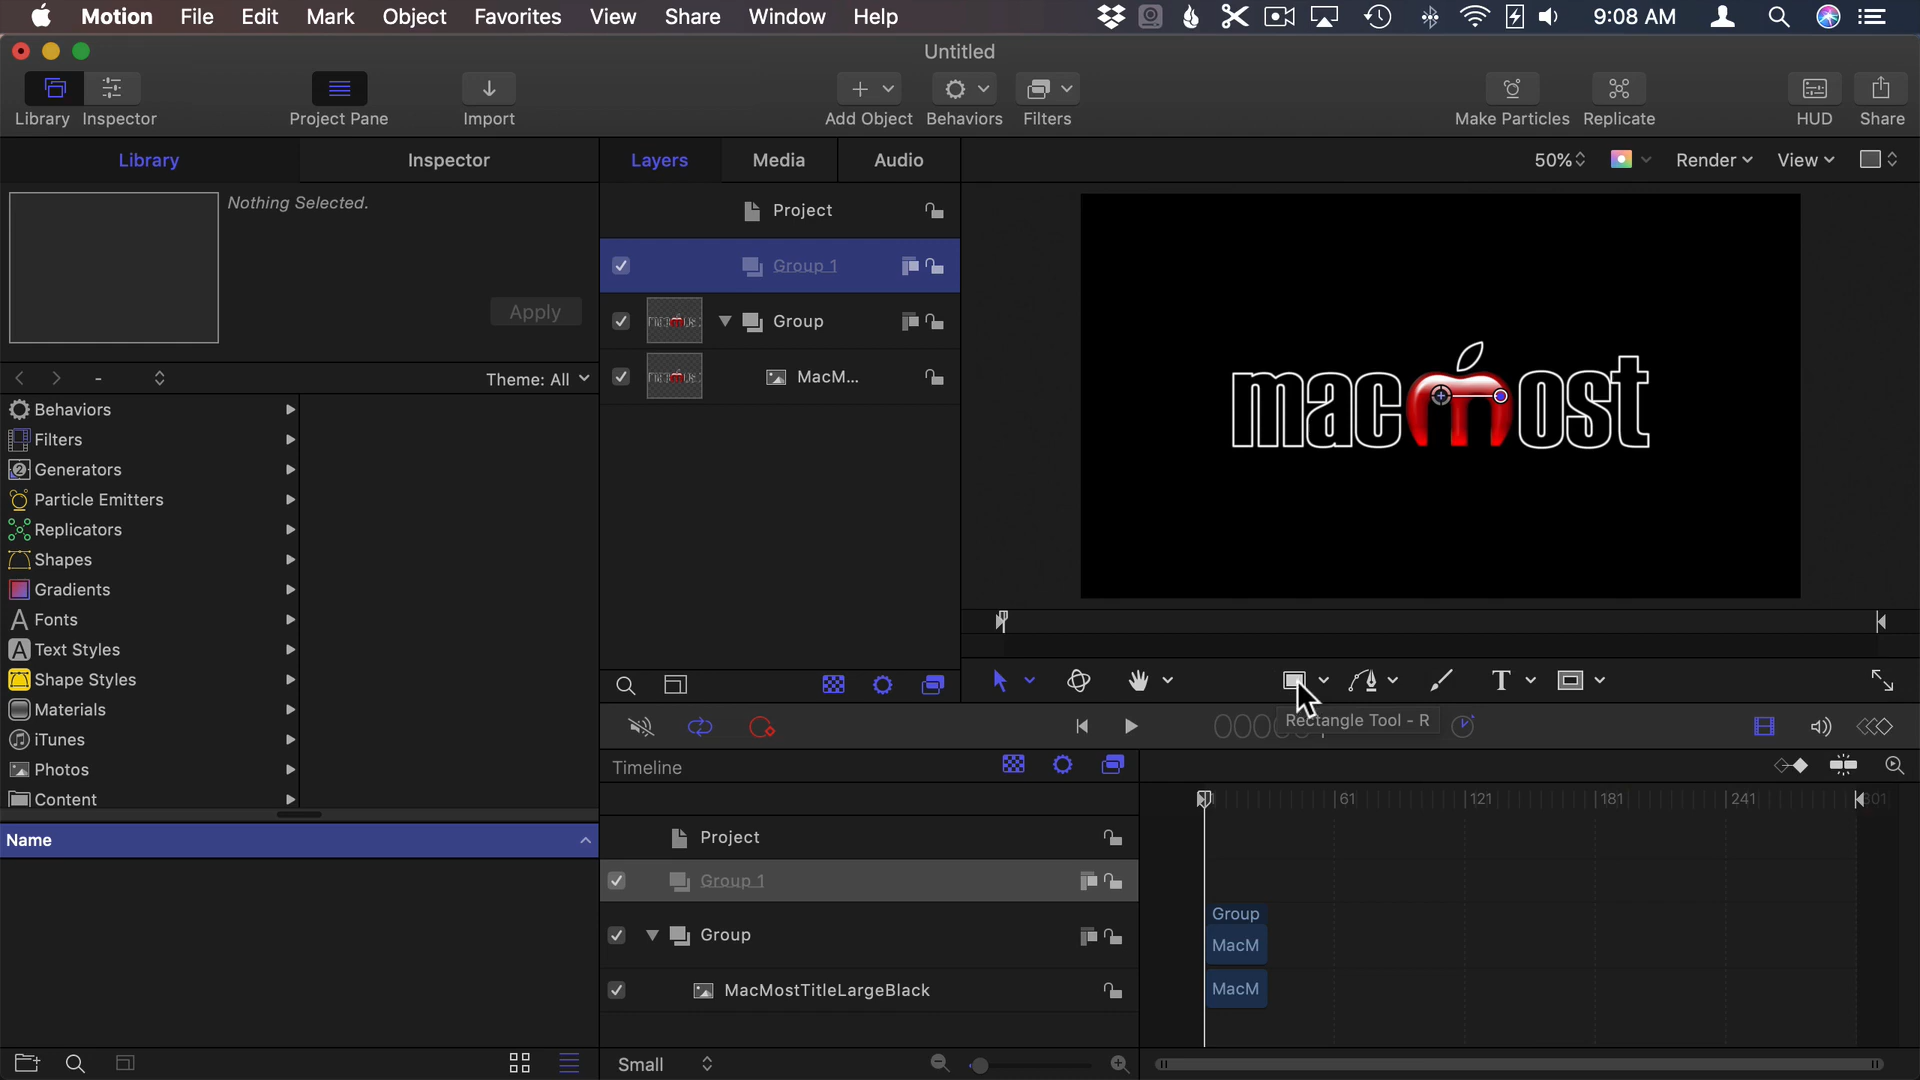 Motion File Edit Mark Object Favorites View Share Window Help 9:08 AM
Untitled
Library Inspector Project Pane Import Add Object Behaviors Filters Make Particles Replicate HUD Share
Library Inspector Layers Media Audio 50% Render View
Nothing Selected.
Apply
Project
Group 1
Group
MacM...
macmost
Theme: All
-
Behaviors
Filters
Generators
Particle Emitters
Replicators
Shapes
Gradients
Fonts
Text Styles
Shape Styles
Materials
iTunes
Photos
Content
Name
Rectangle Tool - R
Timeline
61 121 181 241 301
Project
Group 1
Group
MacMostTitleLargeBlack
Group
MacM
MacM
Small